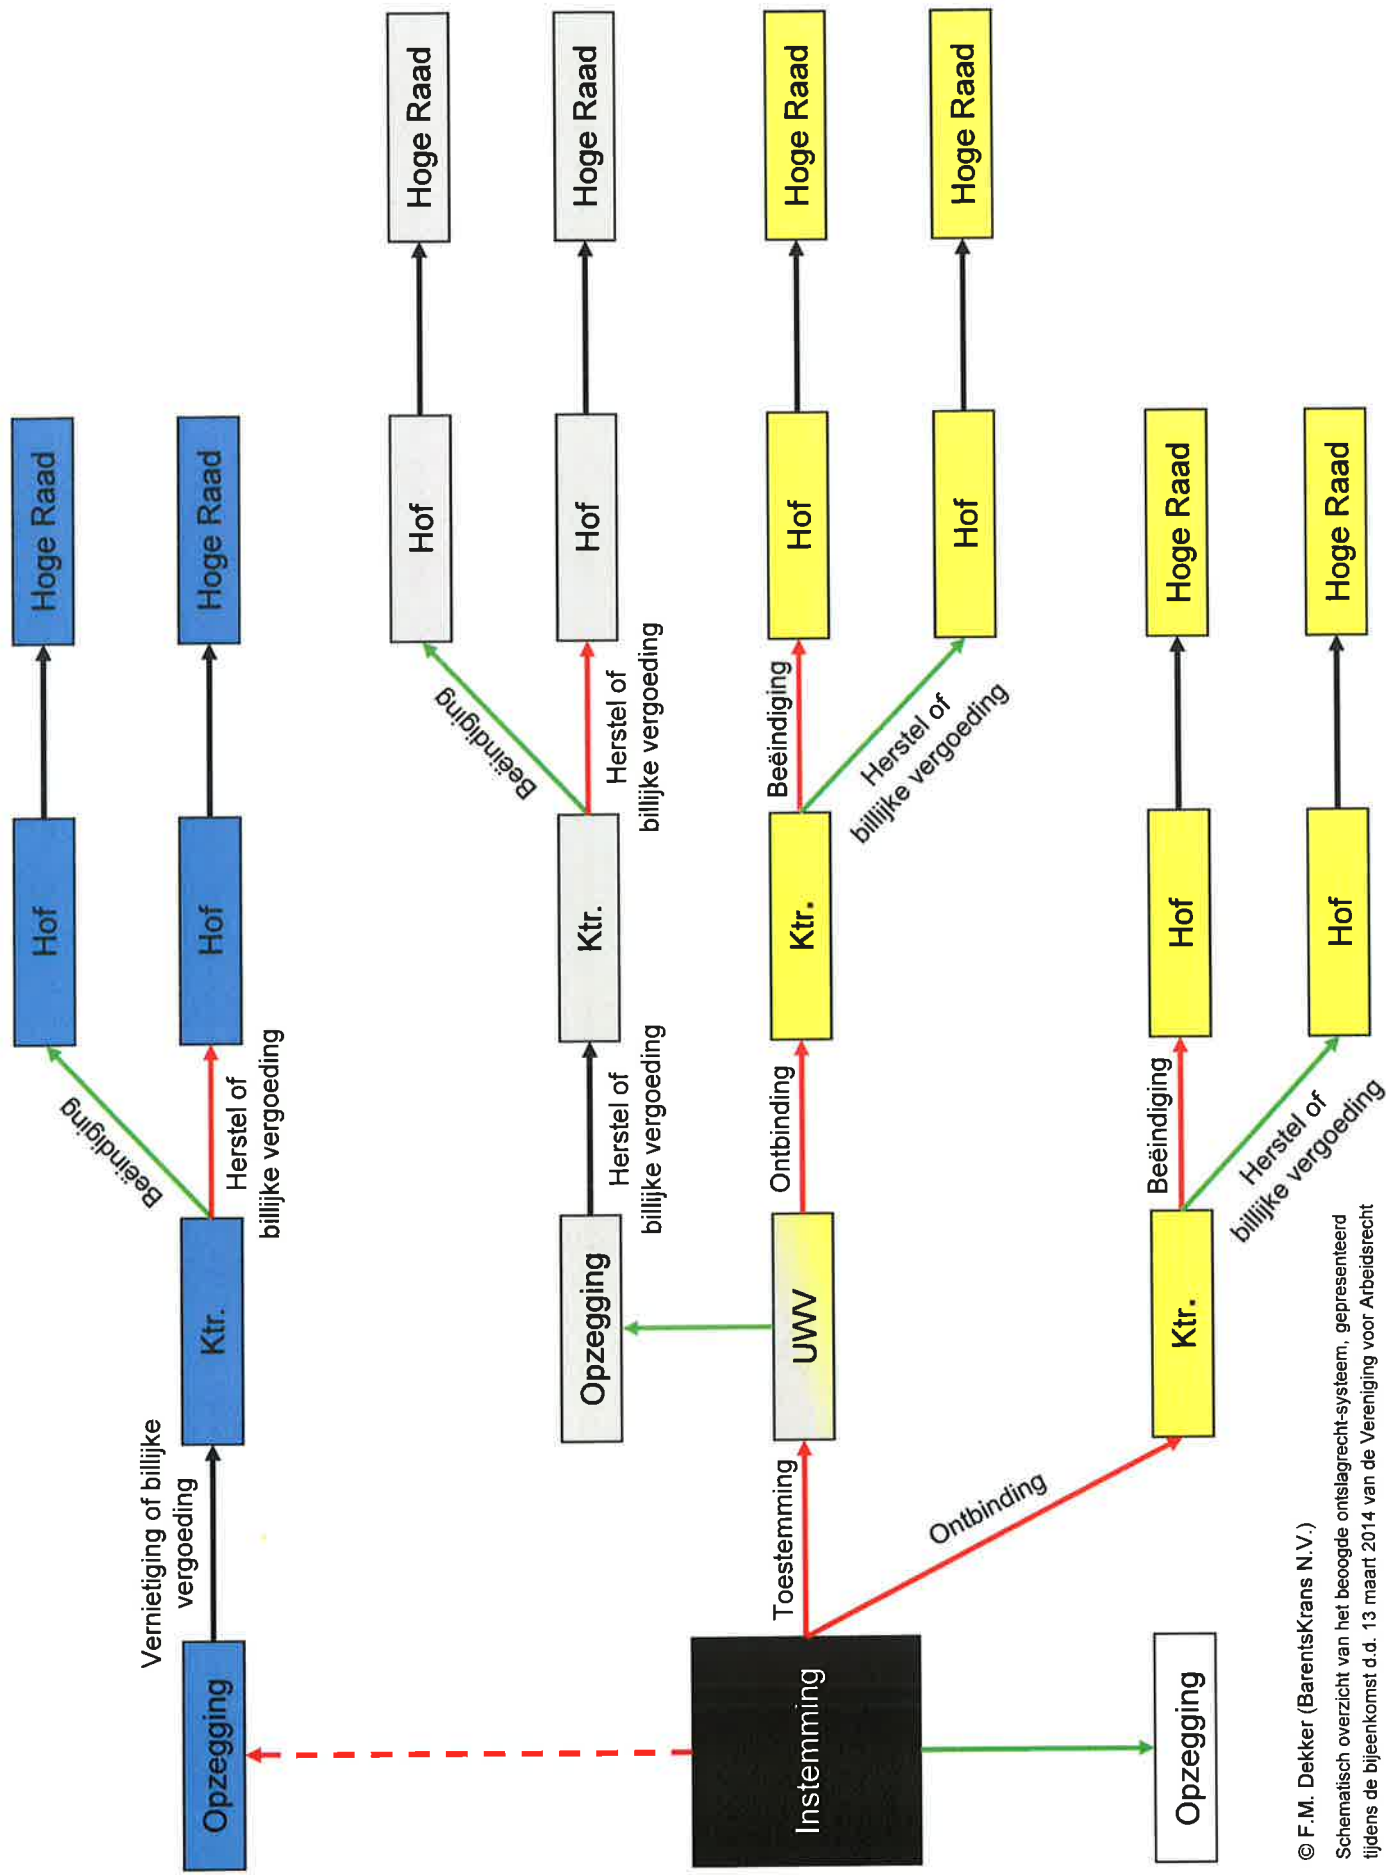 Hof
Hoge Raad
Beëindiging
Vernietiging of billijke
vergoeding
Opzegging
Ktr.
Hof
Hoge Raad
Herstel of
billijke vergoeding
Hof
Hoge Raad
Beëindiging
Opzegging
Herstel of
billijke vergoeding
Ktr.
Herstel of
billijke vergoeding
Hof
Hoge Raad
Instemming
Toestemming
UWV
Ontbinding
Ktr.
Beëindiging
Hof
Hoge Raad
Herstel of
billijke vergoeding
Hof
Hoge Raad
Ontbinding
Opzegging
Ktr.
Beëindiging
Hof
Hoge Raad
Herstel of
billijke vergoeding
Hof
Hoge Raad
© F.M. Dekker (BarentsKrans N.V.)
Schematisch overzicht van het beoogde ontslagrecht-systeem, gepresenteerd
tijdens de bijeenkomst d.d. 13 maart 2014 van de Vereniging voor Arbeidsrecht